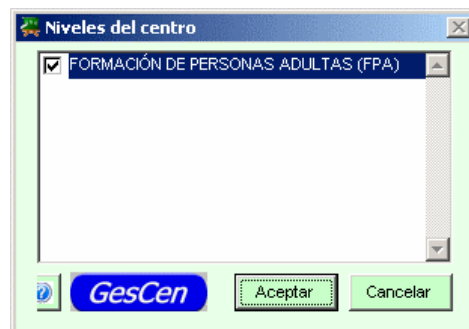 Niveles del centro
FORMACIÓN DE PERSONAS ADULTAS (FPA)
? GesCen Aceptar Cancelar